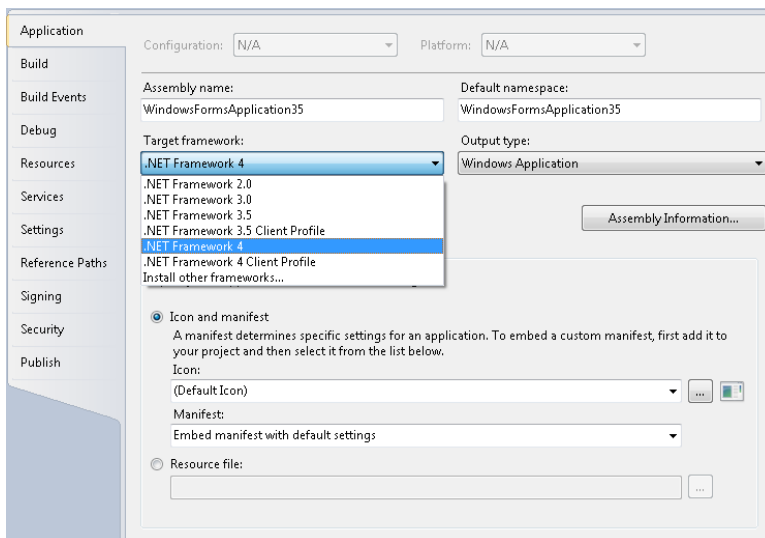 Application
Build
Build Events
Debug
Resources
Services
Settings
Reference Paths
Signing
Security
Publish
Configuration: N/A Platform: N/A
Assembly name: Default namespace:
WindowsFormsApplication35 WindowsFormsApplication35
Target framework: Output type:
.NET Framework 4 Windows Application
.NET Framework 2.0
.NET Framework 3.0
.NET Framework 3.5
.NET Framework 3.5 Client Profile
.NET Framework 4
.NET Framework 4 Client Profile
Install other frameworks...
Assembly Information...
Icon and manifest
A manifest determines specific settings for an application. To embed a custom manifest, first add it to
your project and then select it from the list below.
Icon:
(Default Icon) ...
Manifest:
Embed manifest with default settings
Resource file:
...